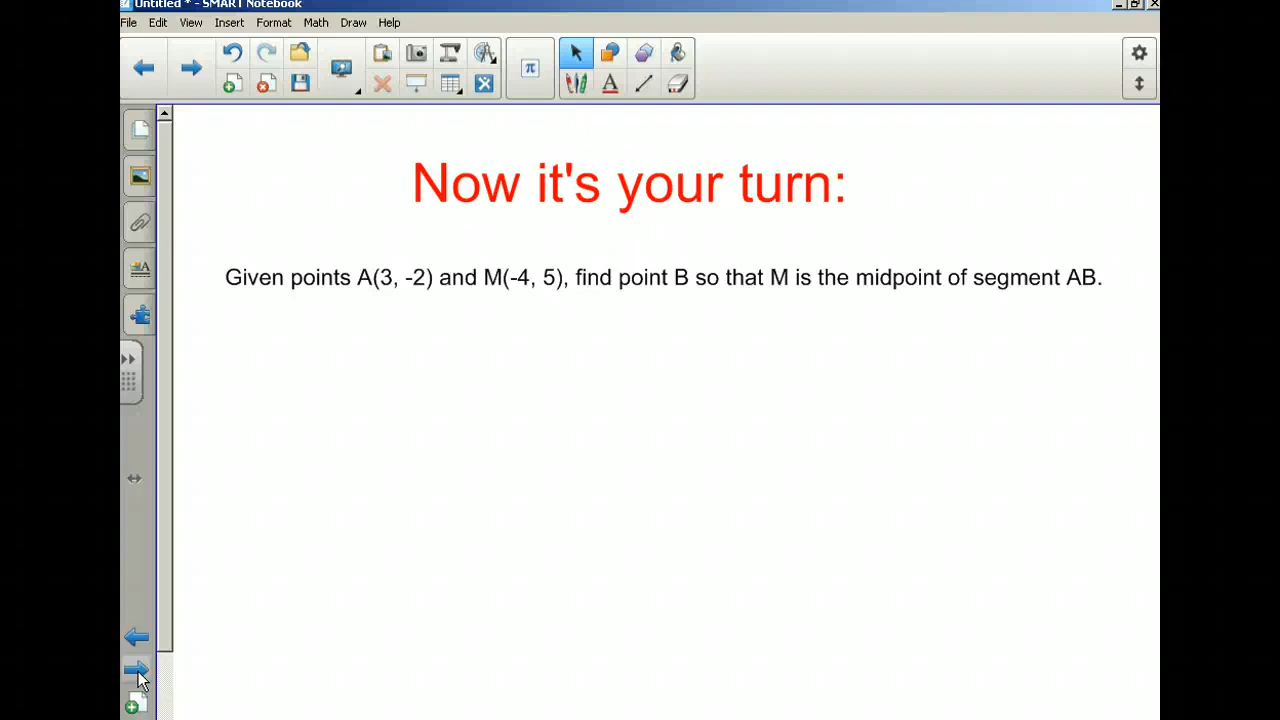 Untitled * - SMART Notebook
File Edit View Insert Format Math Draw Help
π
A
Now it's your turn:
Given points A(3, -2) and M(-4, 5), find point B so that M is the midpoint of segment AB.